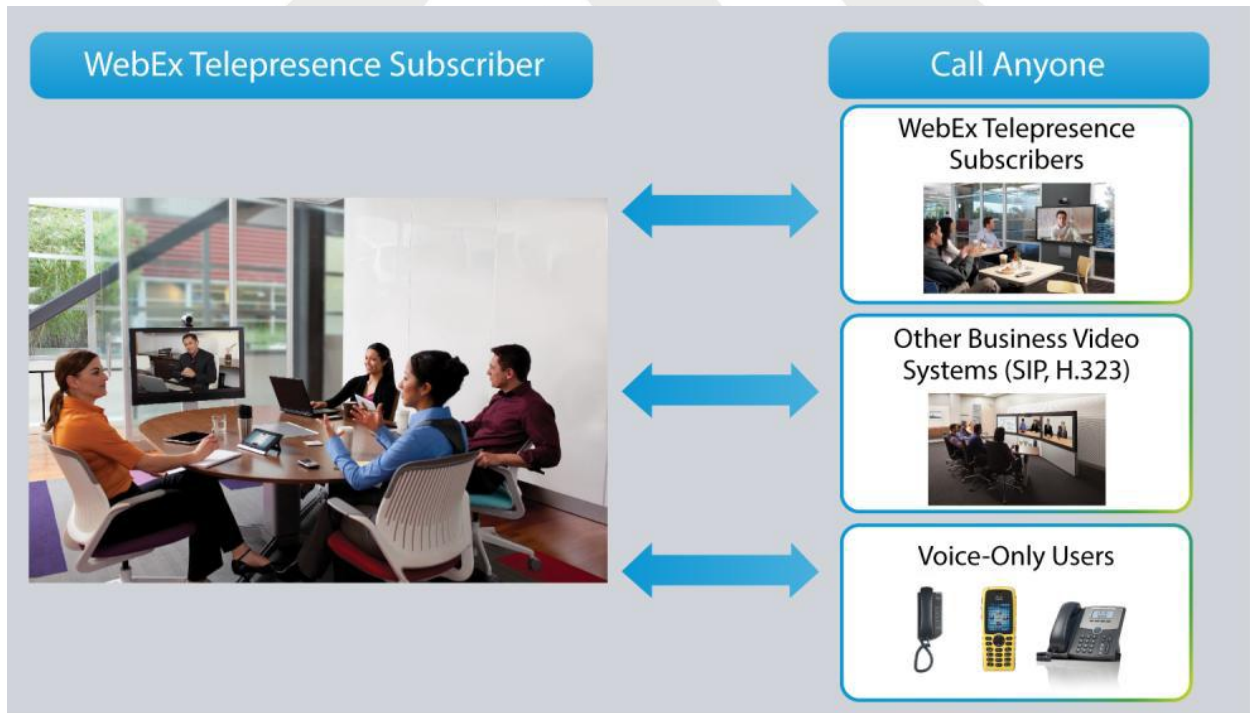 WebEx Telepresence Subscriber
Call Anyone
WebEx Telepresence
Subscribers
Other Business Video
Systems (SIP, H.323)
Voice-Only Users